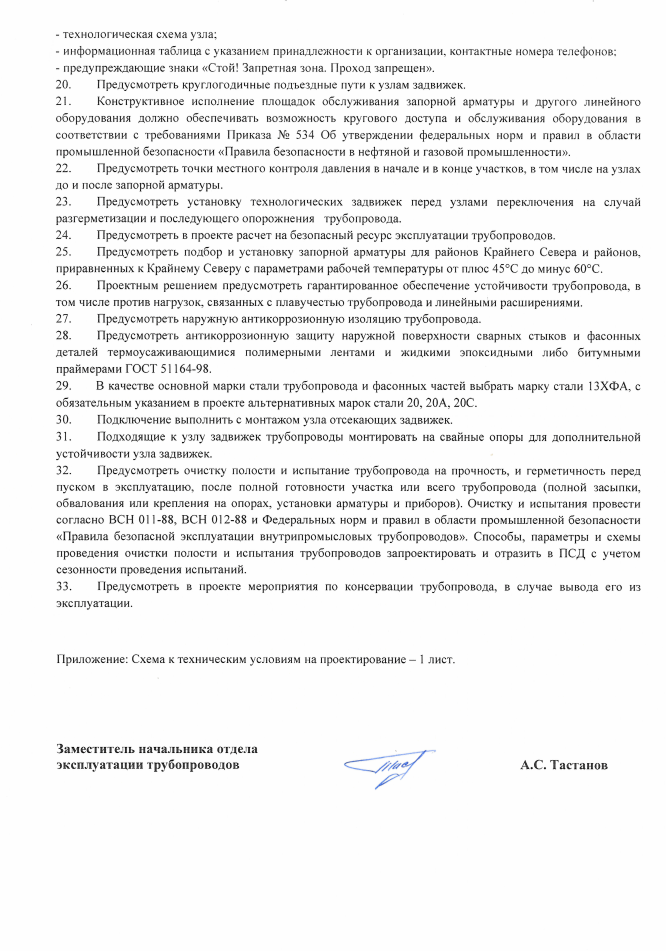 - технологическая схема узла;
- информационная таблица с указанием принадлежности к организации, контактные номера телефонов;
- предупреждающие знаки «Стой! Запретная зона. Проход запрещен».
20. Предусмотреть круглогодичные подъездные пути к узлам задвижек.
21. Конструктивное исполнение площадок обслуживания запорной арматуры и другого линейного
оборудования должно обеспечивать возможность кругового доступа и обслуживания оборудования в
соответствии с требованиями Приказа № 534 Об утверждении федеральных норм и правил в области
промышленной безопасности «Правила безопасности в нефтяной и газовой промышленности».
22. Предусмотреть точки местного контроля давления в начале и в конце участков, в том числе на узлах
до и после запорной арматуры.
23. Предусмотреть установку технологических задвижек перед узлами переключения на случай
разгерметизации и последующего опорожнения трубопровода.
24. Предусмотреть в проекте расчет на безопасный ресурс эксплуатации трубопроводов.
25. Предусмотреть подбор и установку запорной арматуры для районов Крайнего Севера и районов,
приравненных к Крайнему Северу с параметрами рабочей температуры от плюс 45°С до минус 60°С.
26. Проектным решением предусмотреть гарантированное обеспечение устойчивости трубопровода, в
том числе против нагрузок, связанных с плавучестью трубопровода и линейными расширениями.
27. Предусмотреть наружную антикоррозионную изоляцию трубопровода.
28. Предусмотреть антикоррозионную защиту наружной поверхности сварных стыков и фасонных
деталей термоусаживающимися полимерными лентами и жидкими эпоксидными либо битумными
праймерами ГОСТ 51164-98.
29. В качестве основной марки стали трубопровода и фасонных частей выбрать марку стали 13ХФА, с
обязательным указанием в проекте альтернативных марок стали 20, 20А, 20С.
30. Подключение выполнить с монтажом узла отсекающих задвижек.
31. Подходящие к узлу задвижек трубопроводы монтировать на свайные опоры для дополнительной
устойчивости узла задвижек.
32. Предусмотреть очистку полости и испытание трубопровода на прочность, и герметичность перед
пуском в эксплуатацию, после полной готовности участка или всего трубопровода (полной засыпки,
обвалования или крепления на опорах, установки арматуры и приборов). Очистку и испытания провести
согласно ВСН 011-88, ВСН 012-88 и Федеральных норм и правил в области промышленной безопасности
«Правила безопасной эксплуатации внутрипромысловых трубопроводов». Способы, параметры и схемы
проведения очистки полости и испытания трубопроводов запроектировать и отразить в ПСД с учетом
сезонности проведения испытаний.
33. Предусмотреть в проекте мероприятия по консервации трубопровода, в случае вывода его из
эксплуатации.
Приложение: Схема к техническим условиям на проектирование – 1 лист.
Заместитель начальника отдела
эксплуатации трубопроводов А.С. Тастанов